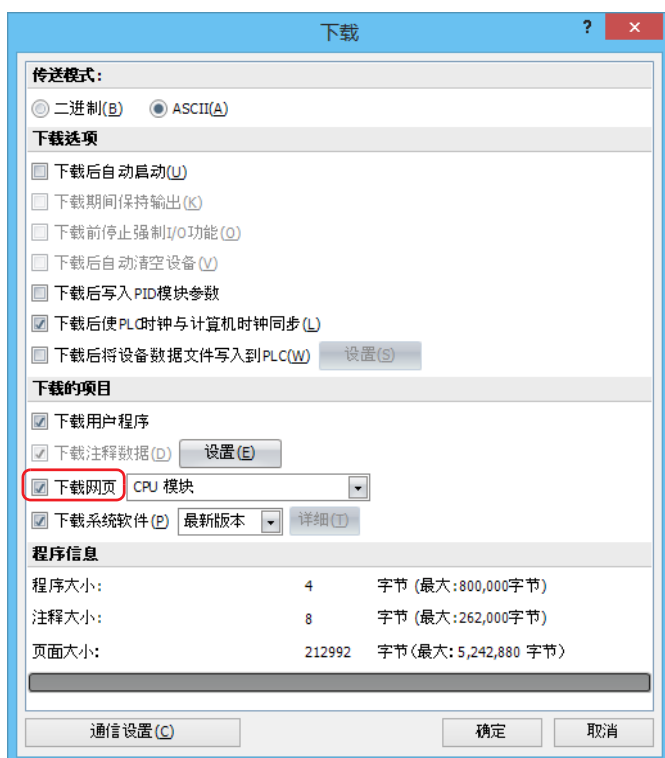 下载 ? ×
传送模式:
二进制(B) ASCII(A)
下载选项
下载后自动启动(U)
下载期间保持输出(K)
下载前停止强制I/O功能(O)
下载后自动清空设备(V)
下载后写入PID模块参数
下载后使PLC时钟与计算机时钟同步(L)
下载后将设备数据文件写入到PLC(W) 设置(S)
下载的项目
下载用户程序
下载注释数据(D) 设置(E)
下载网页 CPU 模块
下载系统软件(P) 最新版本 详细(T)
程序信息
程序大小: 4 字节 (最大:800,000字节)
注释大小: 8 字节 (最大:262,000字节)
页面大小: 212992 字节(最大: 5,242,880 字节)
通信设置(C) 确定 取消